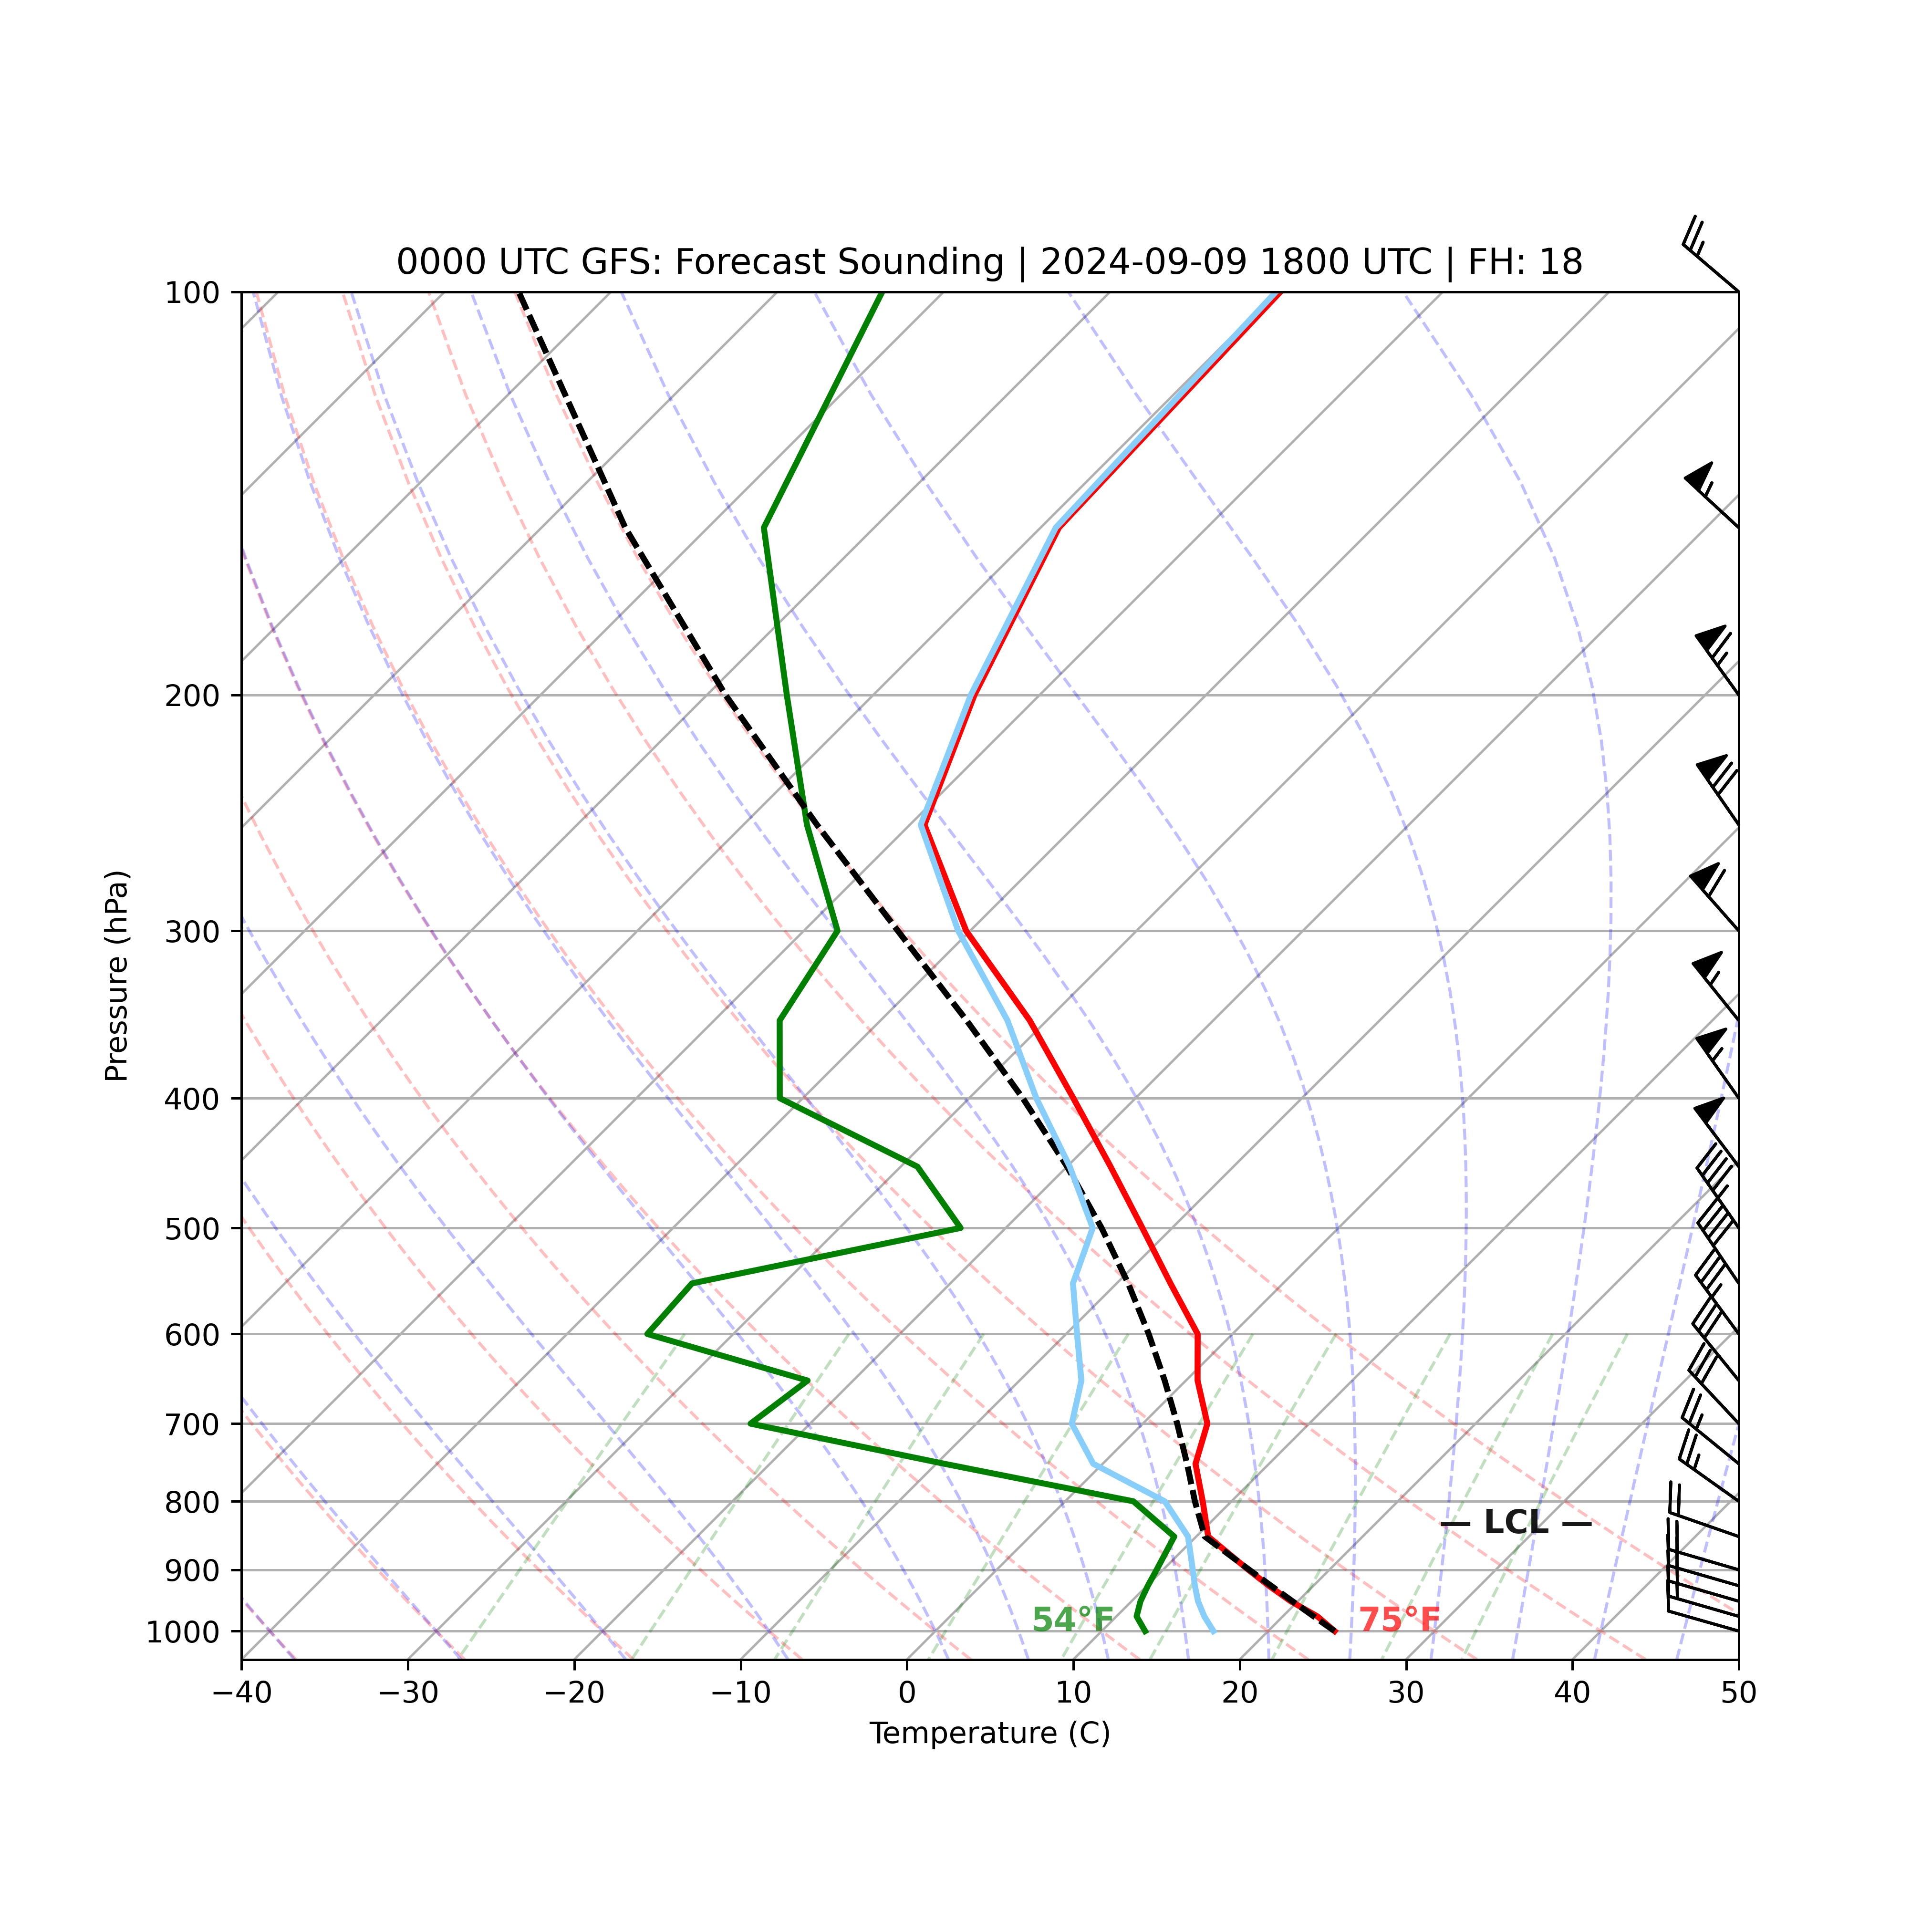 0000 UTC GFS: Forecast Sounding | 2024-09-09 1800 UTC | FH: 18
100
200
300
400
500
600
700
800
900
1000
Pressure (hPa)
— LCL —
54°F
75°F
−40 −30 −20 −10 0 10 20 30 40 50
Temperature (C)